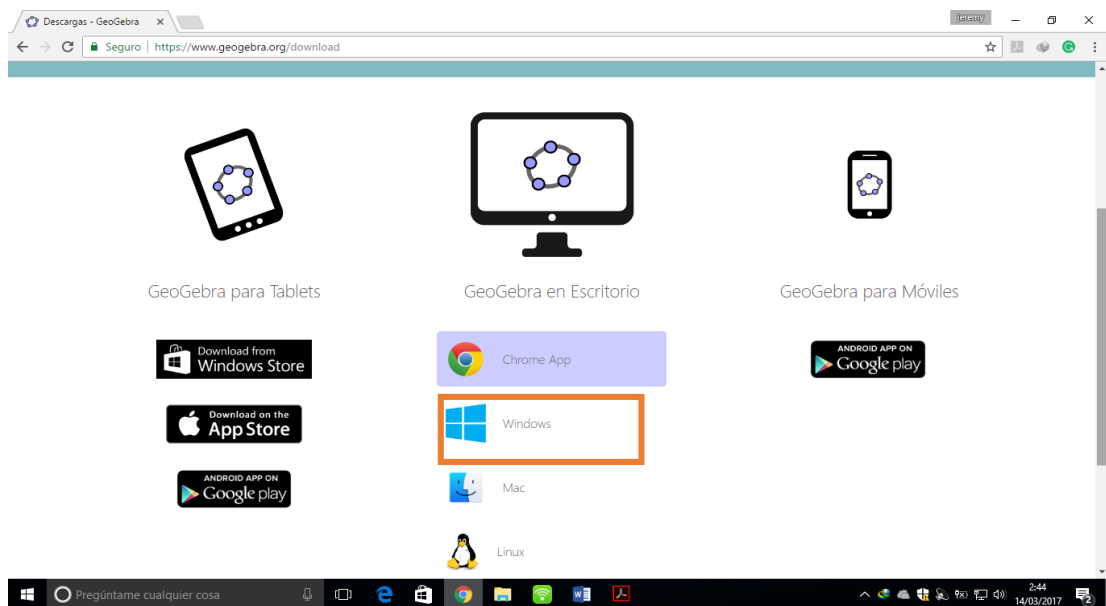 Descargas - GeoGebra
jeremy
Seguro | https://www.geogebra.org/download
GeoGebra para Tablets
Download from
Windows Store
Download on the
App Store
ANDROID APP ON
Google play
GeoGebra en Escritorio
Chrome App
Windows
Mac
Linux
GeoGebra para Móviles
ANDROID APP ON
Google play
Pregúntame cualquier cosa
2:44
14/03/2017
2